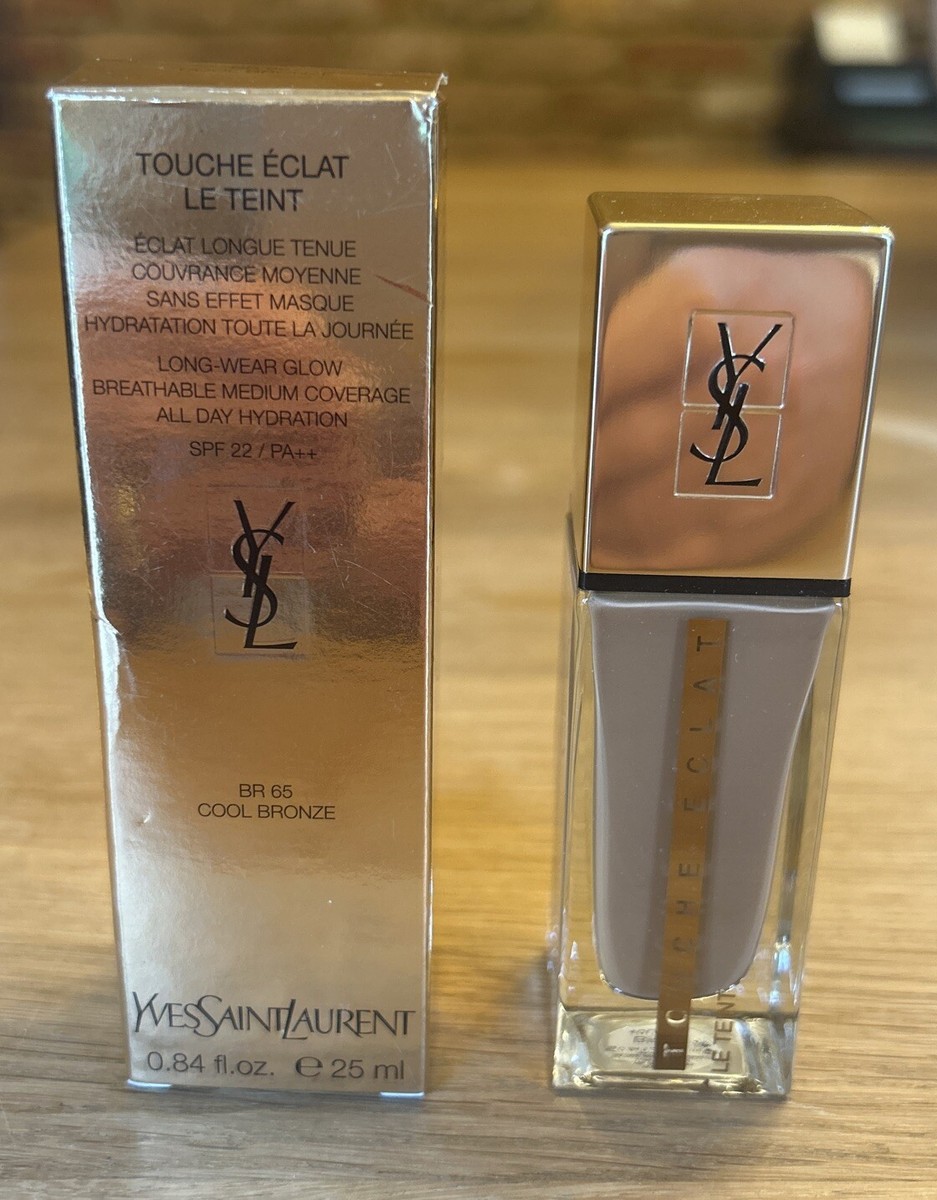 TOUCHE ÉCLAT
LE TEINT
ÉCLAT LONGUE TENUE
COUVRANCE MOYENNE
SANS EFFET MASQUE
HYDRATATION TOUTE LA JOURNÉE
LONG-WEAR GLOW
BREATHABLE MEDIUM COVERAGE
ALL DAY HYDRATION
SPF 22 / PA++
YSL
BR 65
COOL BRONZE
YVESSAINTLAURENT
0.84 fl.oz. ℮ 25 ml
YSL
TOUCHE ECLAT
LE TEINT